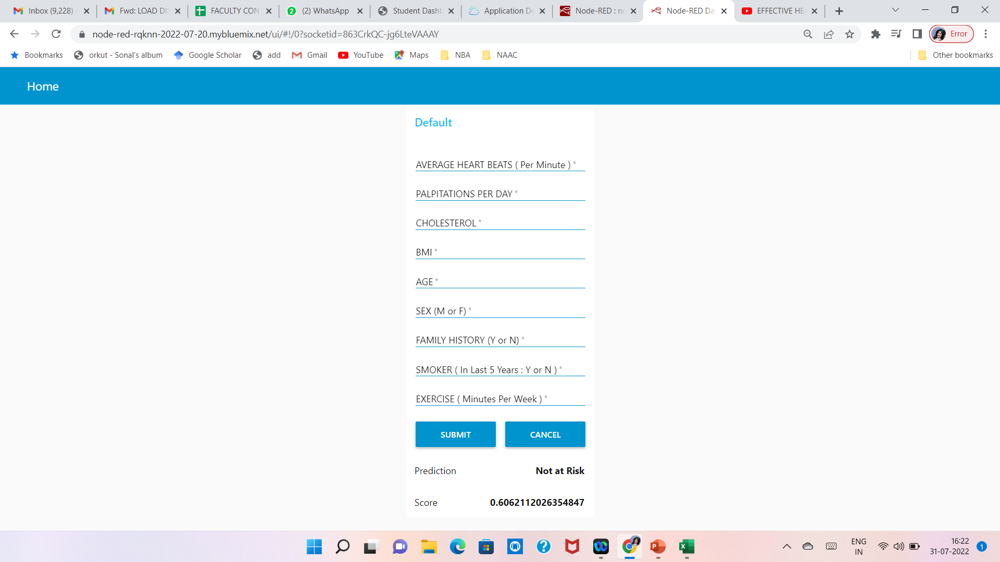 Inbox (9,228) -
Fwd: LOAD DIS
FACULTY CON
(2) WhatsApp
Student Dashb
Application De
Node-RED : no
Node-RED Da
EFFECTIVE HEA
node-red-rqknn-2022-07-20.mybluemix.net/ui/#!/0?socketid=863CrkQC-jg6LteVAAAY
Error
Bookmarks
orkut - Sonal's album
Google Scholar
add
Gmail
YouTube
Maps
NBA
NAAC
Other bookmarks
Home
Default
AVERAGE HEART BEATS ( Per Minute ) *
PALPITATIONS PER DAY *
CHOLESTEROL *
BMI *
AGE *
SEX (M or F) *
FAMILY HISTORY (Y or N) *
SMOKER ( In Last 5 Years : Y or N ) *
EXERCISE ( Minutes Per Week ) *
SUBMIT
CANCEL
Prediction Not at Risk
Score 0.6062112026354847
ENG
IN
16:22
31-07-2022
1